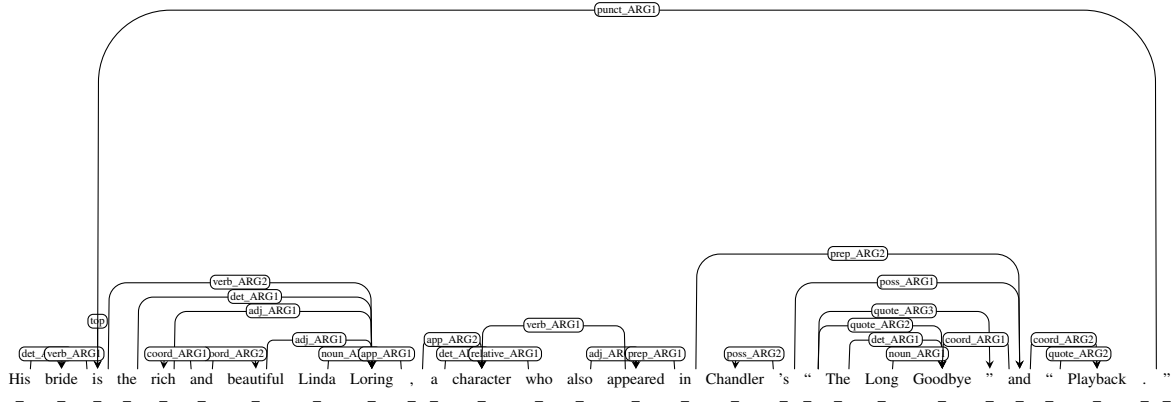 punct_ARG1
prep_ARG2
verb_ARG2 poss_ARG1
det_ARG1
adj_ARG1 quote_ARG3
top verb_ARG1 quote_ARG2
adj_ARG1 app_ARG2 det_ARG1 coord_ARG1 coord_ARG2
verb_ARG1 coord_ARG1 app_ARG1 relative_ARG1 prep_ARG1 poss_ARG2 quote_ARG2
His bride is the rich and beautiful Linda Loring , a character who also appeared in Chandler 's “ The Long Goodbye ” and “ Playback . ”
_ _ _ _ _ _ _ _ _ _ _ _ _ _ _ _ _ _ _ _ _ _ _ _ _ _ _ _